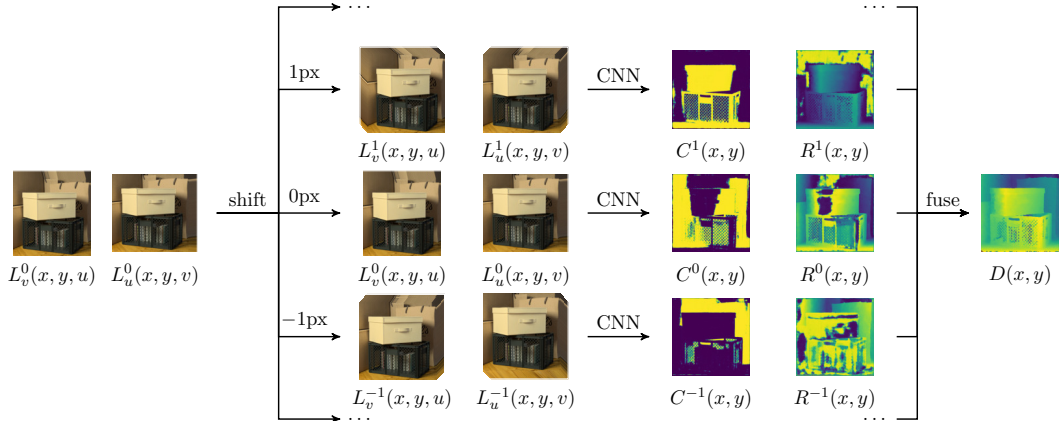 ... ...
1px CNN
L_v^1(x, y, u) L_u^1(x, y, v) C^1(x, y) R^1(x, y)
shift 0px CNN fuse
L_v^0(x, y, u) L_u^0(x, y, v) L_v^0(x, y, u) L_u^0(x, y, v) C^0(x, y) R^0(x, y) D(x, y)
−1px CNN
L_v^{-1}(x, y, u) L_u^{-1}(x, y, v) C^{-1}(x, y) R^{-1}(x, y)
... ...